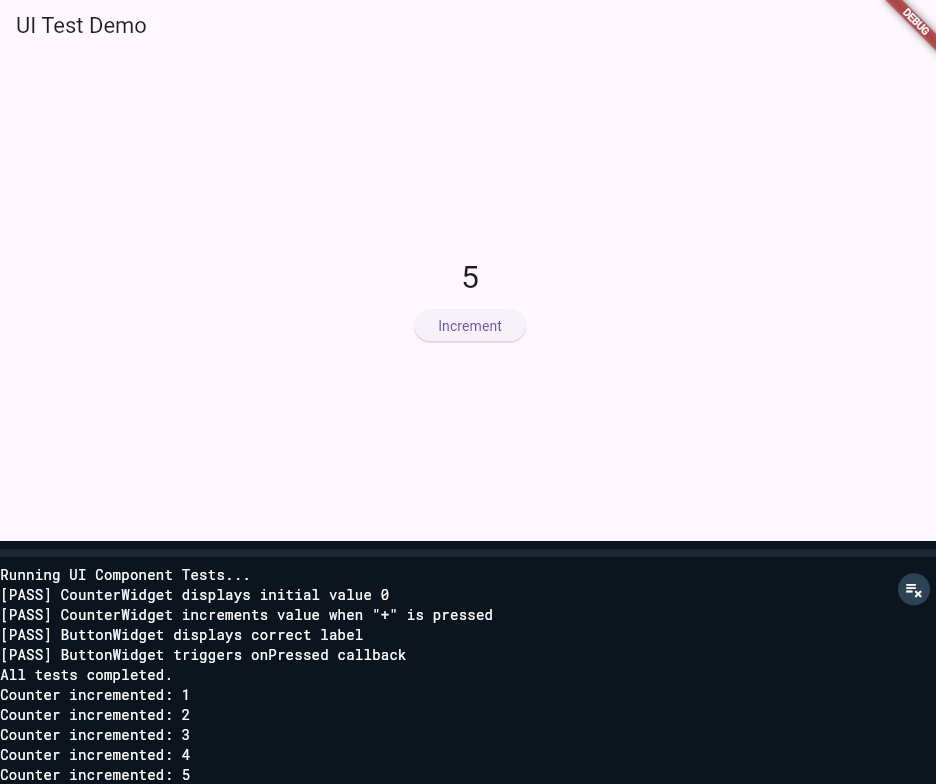 UI Test Demo
DEBUG
5
Increment
Running UI Component Tests...
[PASS] CounterWidget displays initial value 0
[PASS] CounterWidget increments value when "+" is pressed
[PASS] ButtonWidget displays correct label
[PASS] ButtonWidget triggers onPressed callback
All tests completed.
Counter incremented: 1
Counter incremented: 2
Counter incremented: 3
Counter incremented: 4
Counter incremented: 5